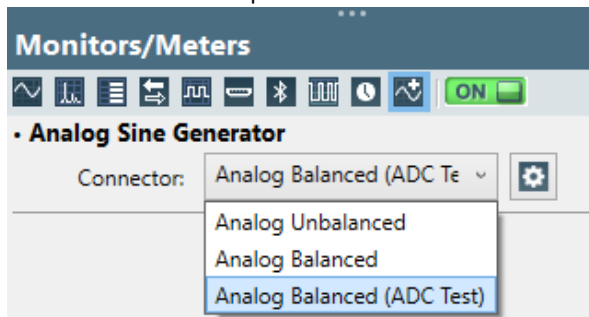 Monitors/Meters
ON
• Analog Sine Generator
Connector: Analog Balanced (ADC Te
Analog Unbalanced
Analog Balanced
Analog Balanced (ADC Test)